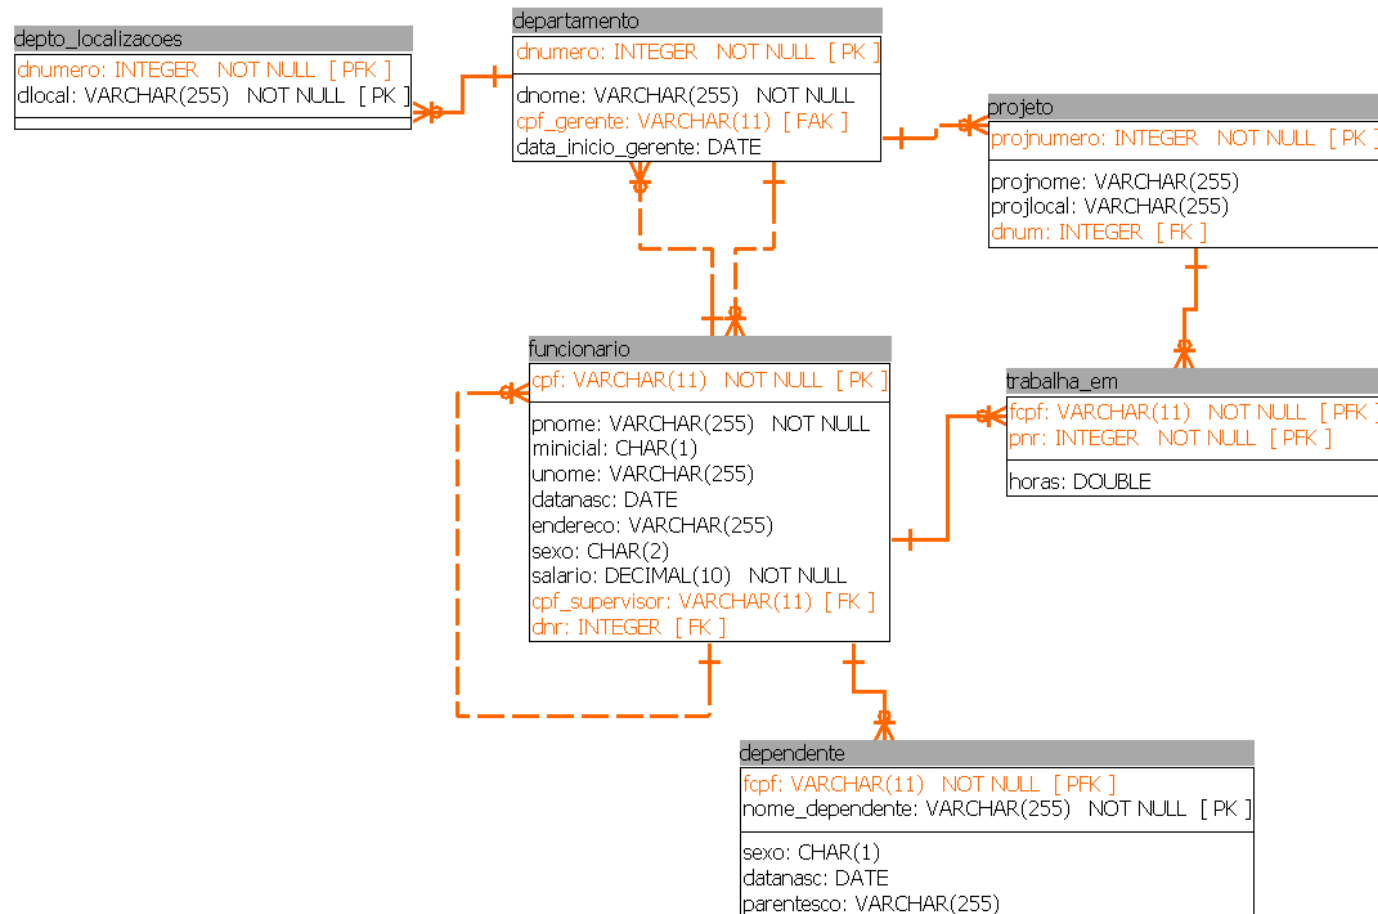 depto_localizacoes
dnumero: INTEGER NOT NULL [ PFK ]
dlocal: VARCHAR(255) NOT NULL [ PK ]
departamento
dnumero: INTEGER NOT NULL [ PK ]
dnome: VARCHAR(255) NOT NULL
cpf_gerente: VARCHAR(11) [ FAK ]
data_inicio_gerente: DATE
projeto
projnumero: INTEGER NOT NULL [ PK ]
projnome: VARCHAR(255)
projlocal: VARCHAR(255)
dnum: INTEGER [ FK ]
funcionario
cpf: VARCHAR(11) NOT NULL [ PK ]
pnome: VARCHAR(255) NOT NULL
minicial: CHAR(1)
unome: VARCHAR(255)
datanasc: DATE
endereco: VARCHAR(255)
sexo: CHAR(2)
salario: DECIMAL(10) NOT NULL
cpf_supervisor: VARCHAR(11) [ FK ]
dnr: INTEGER [ FK ]
trabalha_em
fcpf: VARCHAR(11) NOT NULL [ PFK ]
pnr: INTEGER NOT NULL [ PFK ]
horas: DOUBLE
dependente
fcpf: VARCHAR(11) NOT NULL [ PFK ]
nome_dependente: VARCHAR(255) NOT NULL [ PK ]
sexo: CHAR(1)
datanasc: DATE
parentesco: VARCHAR(255)